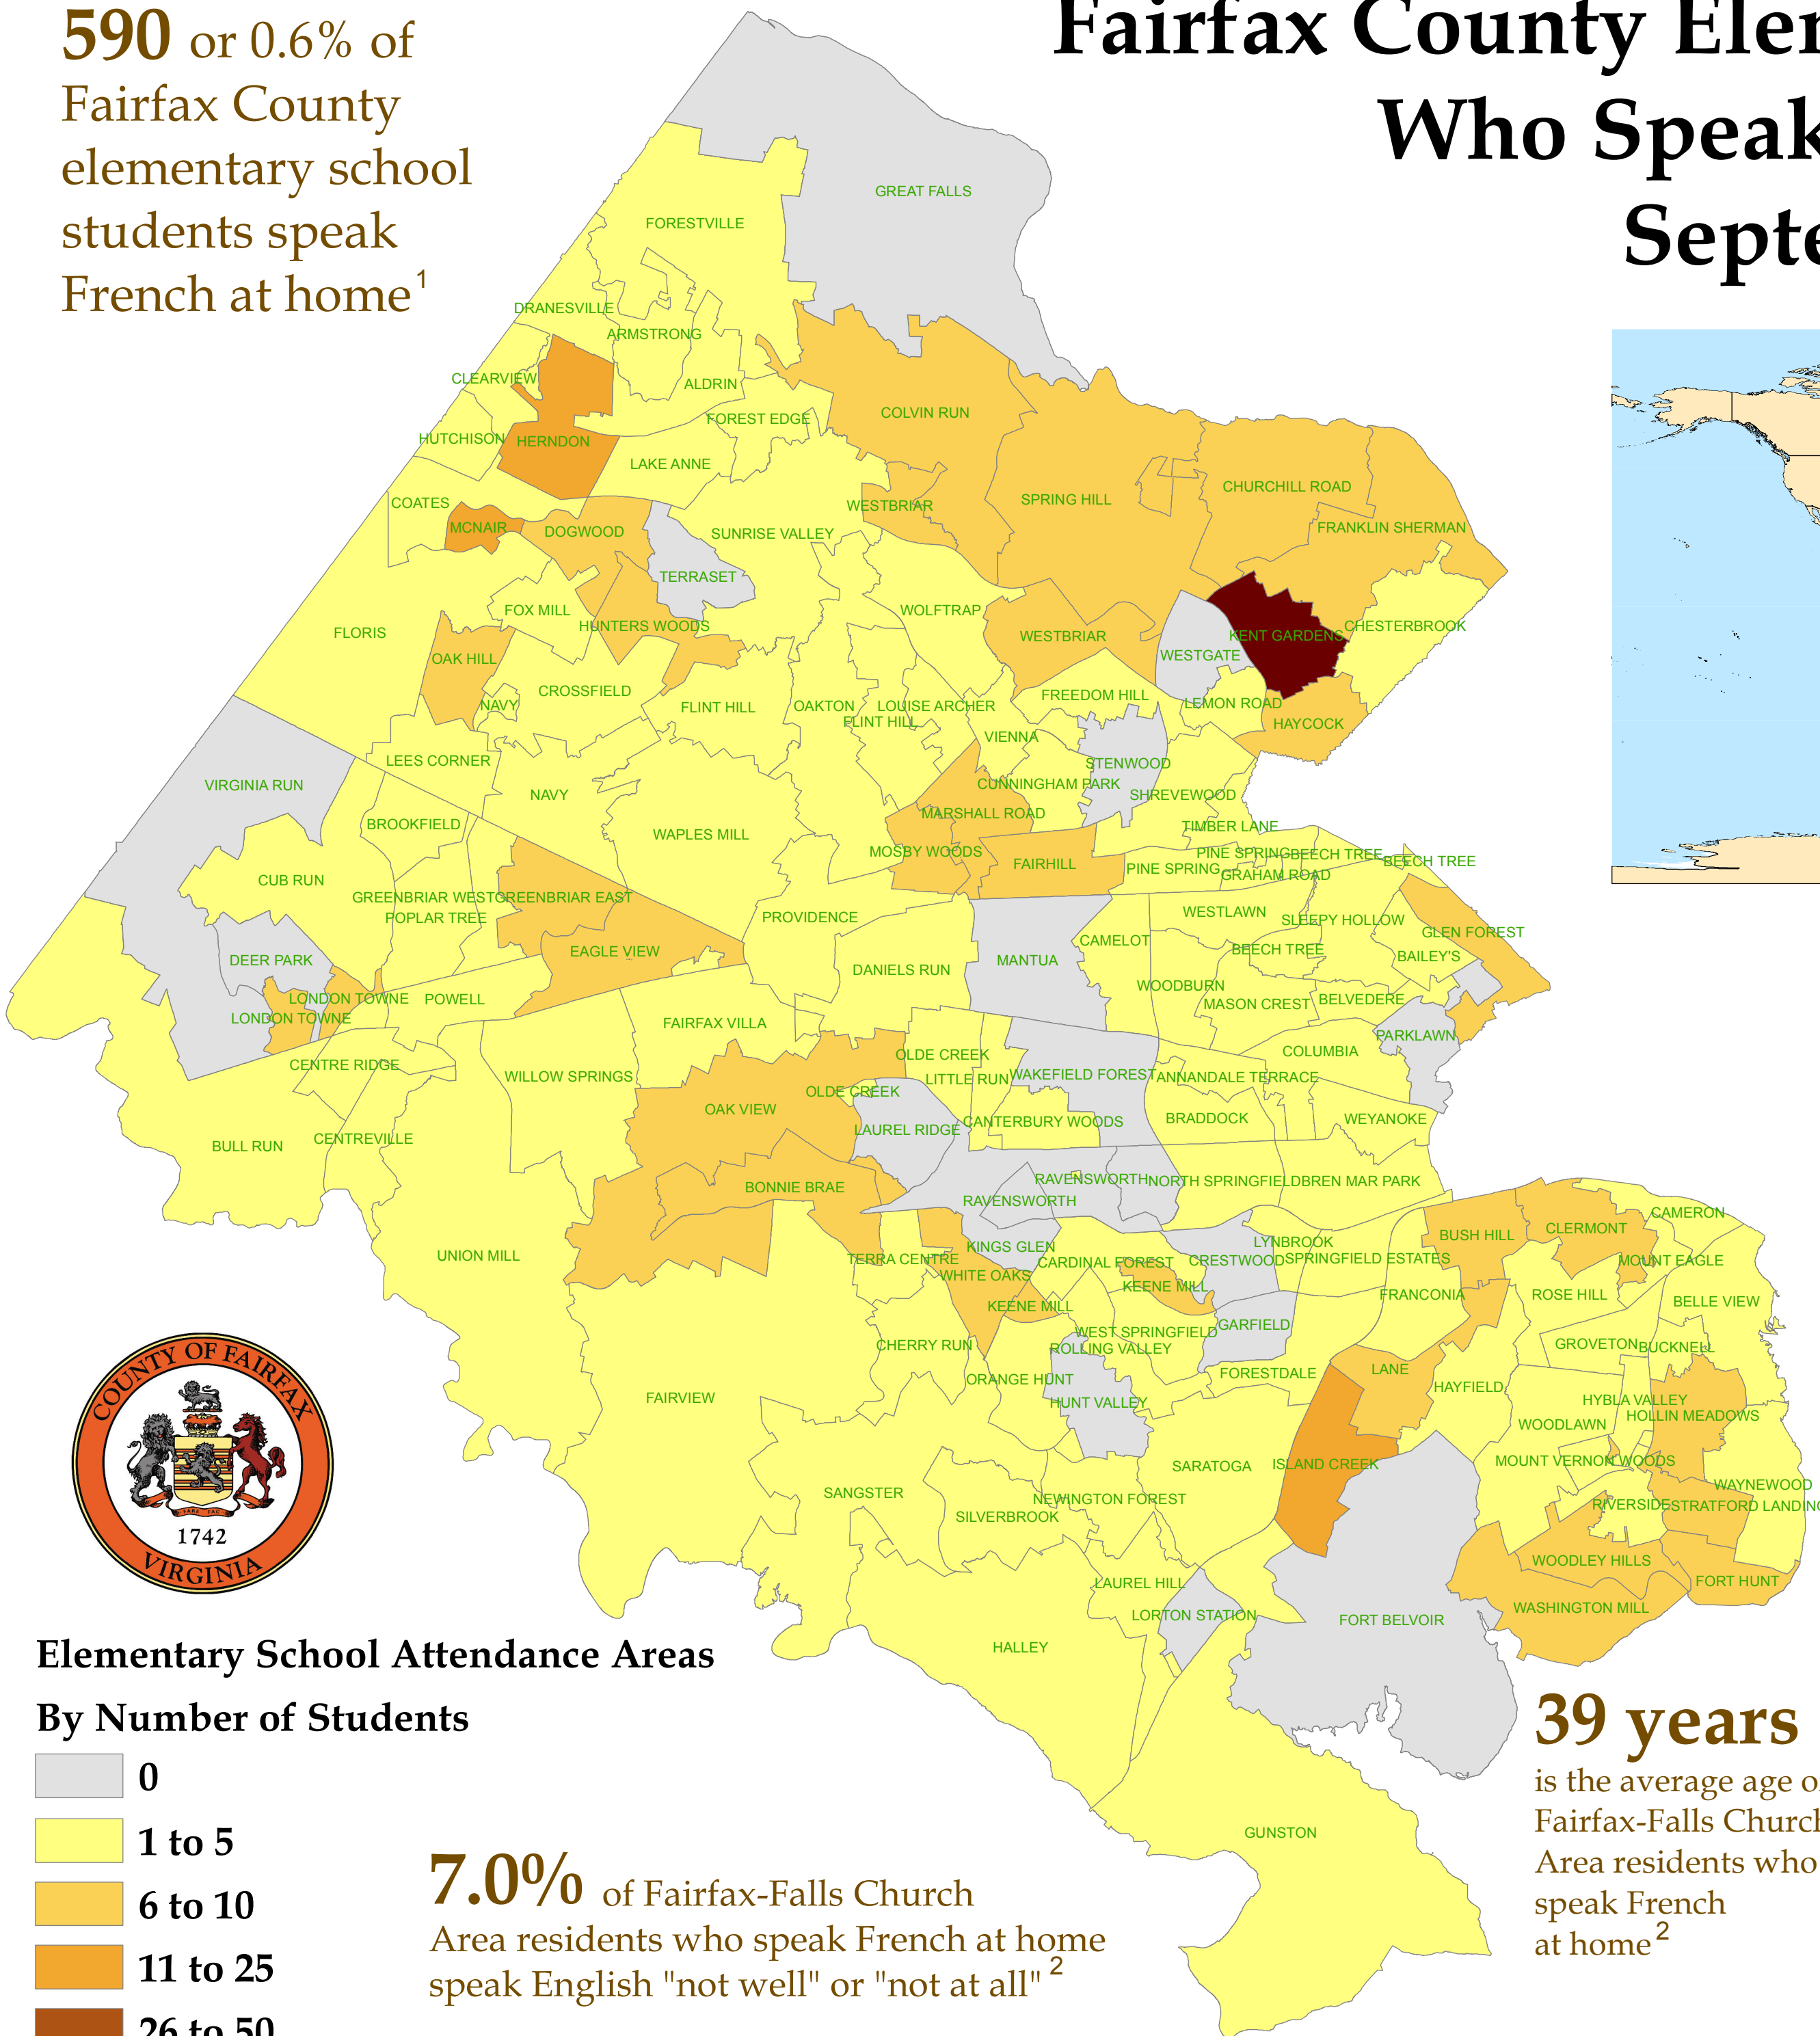 590 or 0.6% of
Fairfax County
elementary school
students speak
French at home 1
Fairfax County Elem
Who Speak
Septe
GREAT FALLS
FORESTVILLE
DRANESVILLE
ARMSTRONG
CLEARVIEW
ALDRIN
COLVIN RUN
FOREST EDGE
HUTCHISON
HERNDON
LAKE ANNE
SPRING HILL
CHURCHILL ROAD
COATES
WESTBRIAR
MCNAIR
DOGWOOD
SUNRISE VALLEY
FRANKLIN SHERMAN
TERRASET
FOX MILL
WOLFTRAP
HUNTERS WOODS
CHESTERBROOK
FLORIS
WESTBRIAR
KENT GARDENS
OAK HILL
WESTGATE
CROSSFIELD
FREEDOM HILL
NAVY
FLINT HILL
OAKTON
LOUISE ARCHER
LEMON ROAD
FLINT HILL
HAYCOCK
VIENNA
LEES CORNER
STENWOOD
VIRGINIA RUN
CUNNINGHAM PARK
NAVY
SHREVEWOOD
BROOKFIELD
MARSHALL ROAD
WAPLES MILL
TIMBER LANE
MOSBY WOODS
PINE SPRING
BEECH TREE
BEECH TREE
FAIRHILL
PINE SPRING
GRAHAM ROAD
CUB RUN
GREENBRIAR WEST
GREENBRIAR EAST
POPLAR TREE
PROVIDENCE
WESTLAWN
SLEEPY HOLLOW
GLEN FOREST
CAMELOT
EAGLE VIEW
BEECH TREE
BAILEY'S
DEER PARK
MANTUA
DANIELS RUN
WOODBURN
LONDON TOWNE
POWELL
MASON CREST
BELVEDERE
LONDON TOWNE
FAIRFAX VILLA
PARKLAWN
CENTRE RIDGE
OLDE CREEK
COLUMBIA
WILLOW SPRINGS
LITTLE RUN
WAKEFIELD FOREST
ANNANDALE TERRACE
OLDE CREEK
OAK VIEW
LAUREL RIDGE
CANTERBURY WOODS
BRADDOCK
WEYANOKE
BULL RUN
CENTREVILLE
RAVENSWORTH
NORTH SPRINGFIELD
BREN MAR PARK
BONNIE BRAE
RAVENSWORTH
CAMERON
UNION MILL
KINGS GLEN
LYNBROOK
BUSH HILL
CLERMONT
TERRA CENTRE
CARDINAL FOREST
CRESTWOOD
SPRINGFIELD ESTATES
MOUNT EAGLE
WHITE OAKS
KEENE MILL
FRANCONIA
ROSE HILL
KEENE MILL
BELLE VIEW
WEST SPRINGFIELD
GARFIELD
CHERRY RUN
ROLLING VALLEY
GROVETON
BUCKNELL
ORANGE HUNT
FORESTDALE
LANE
HAYFIELD
FAIRVIEW
HUNT VALLEY
HYBLA VALLEY
HOLLIN MEADOWS
WOODLAWN
SARATOGA
ISLAND CREEK
MOUNT VERNON WOODS
SANGSTER
NEWINGTON FOREST
WAYNEWOOD
SILVERBROOK
RIVERSIDE
STRATFORD LANDING
WOODLEY HILLS
LAUREL HILL
FORT HUNT
LORTON STATION
WASHINGTON MILL
HALLEY
FORT BELVOIR
GUNSTON
COUNTY OF FAIRFAX
1742
VIRGINIA
Elementary School Attendance Areas
By Number of Students
0
1 to 5
6 to 10
11 to 25
26 to 50
7.0% of Fairfax-Falls Church
Area residents who speak French at home
speak English "not well" or "not at all" 2
39 years
is the average age o
Fairfax-Falls Church
Area residents who
speak French
at home 2